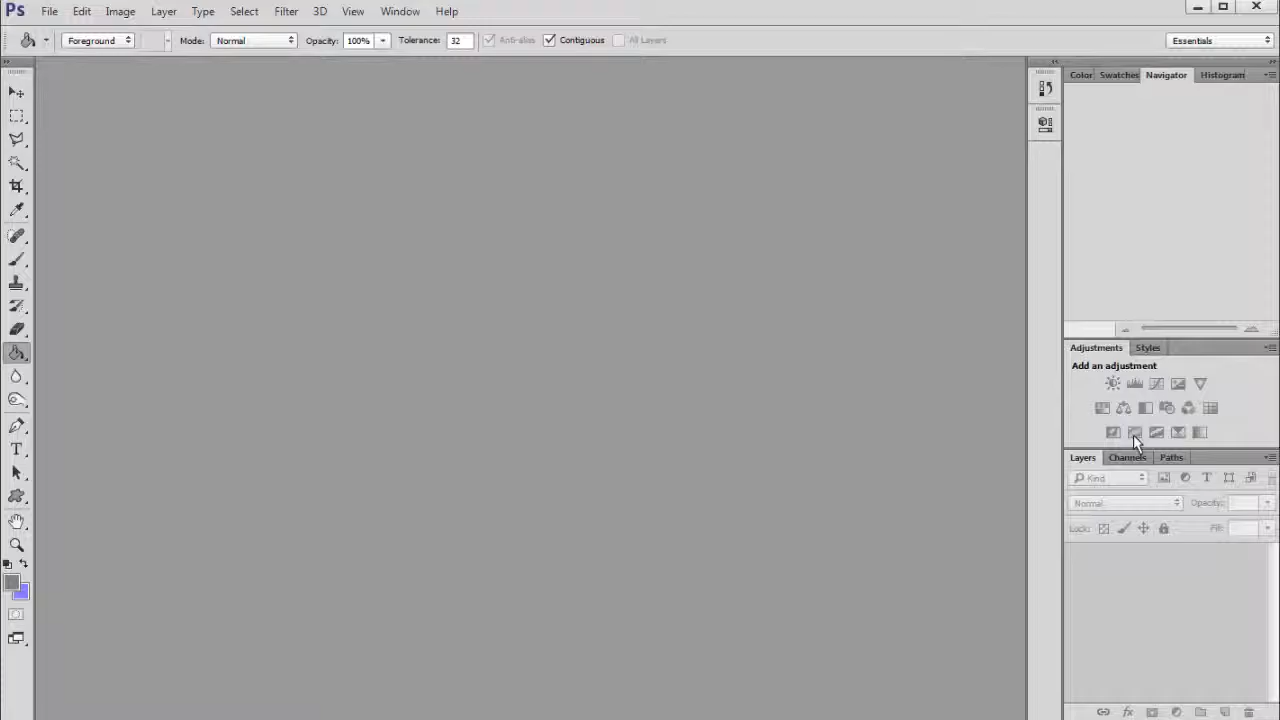 Ps File Edit Image Layer Type Select Filter 3D View Window Help
Foreground Mode: Normal Opacity: 100% Tolerance: 32 Anti-alias Contiguous All Layers Essentials
Color Swatches Navigator Histogram
Adjustments Styles
Add an adjustment
Layers Channels Paths
Kind T
Normal Opacity:
Lock: Fill:
T
fx